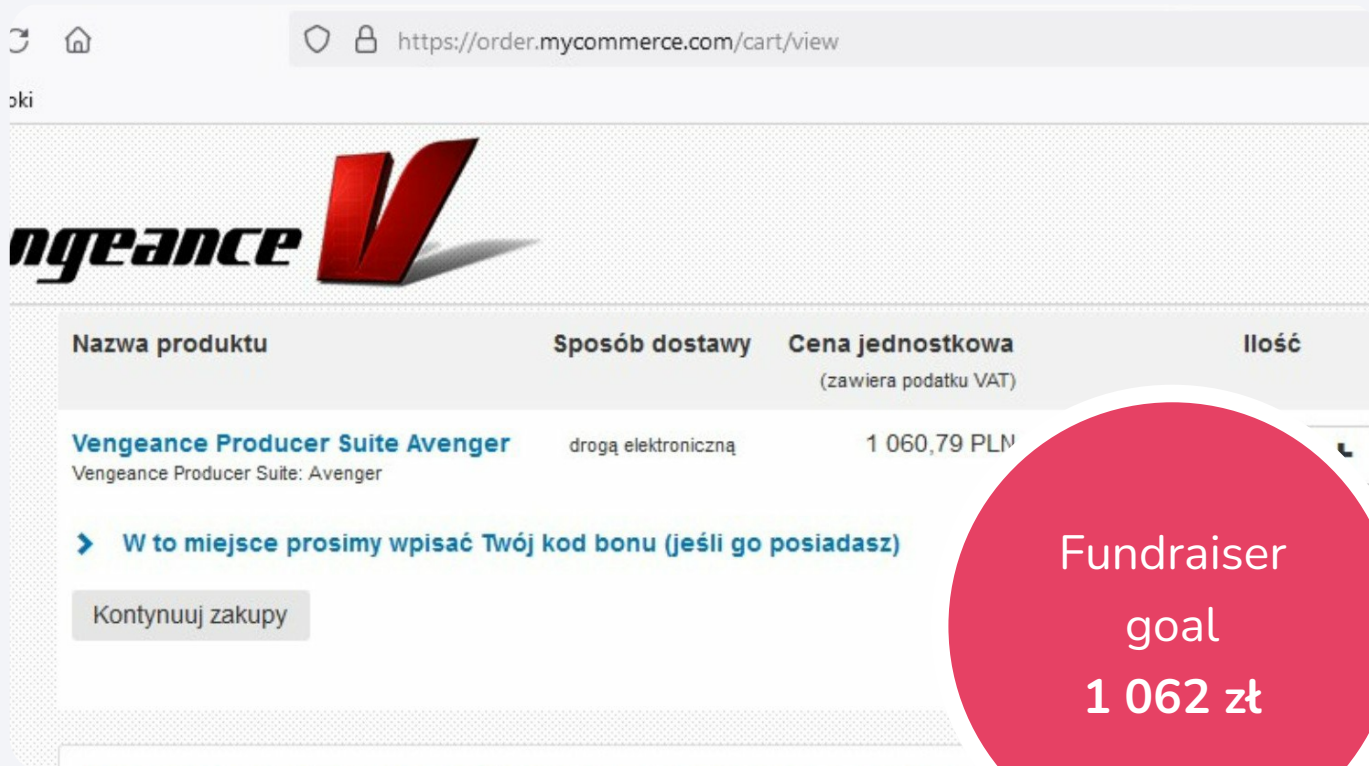 https://order.mycommerce.com/cart/view
oki
ngeance
Nazwa produktu Sposób dostawy Cena jednostkowa Ilość
(zawiera podatku VAT)
Vengeance Producer Suite Avenger drogą elektroniczną 1 060,79 PLN
Vengeance Producer Suite: Avenger
W to miejsce prosimy wpisać Twój kod bonu (jeśli go posiadasz)
Kontynuuj zakupy
Fundraiser
goal
1 062 zł